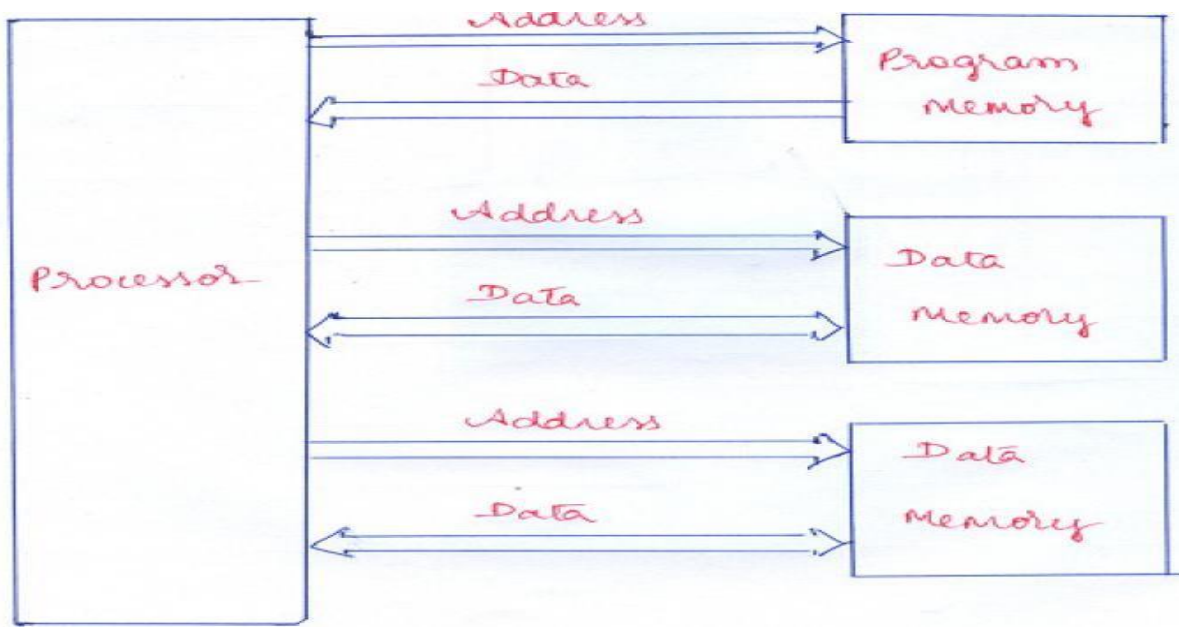 Address
Program
Memory
Data
Address
Data
Memory
Processor
Data
Address
Data
Memory
Data